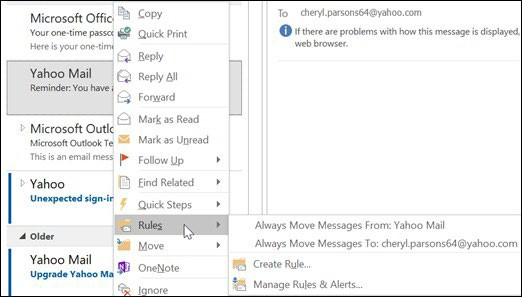 Microsoft Office
Your one-time passcode
Here is your one-time
Yahoo Mail
Reminder: You have a
Microsoft Outlo
Microsoft Outlook Te
This is an email mess
Yahoo
Unexpected sign-in
Older
Yahoo Mail
Upgrade Yahoo Ma
Copy
Quick Print
Reply
Reply All
Forward
Mark as Read
Mark as Unread
Follow Up
Find Related
Quick Steps
Rules
Move
OneNote
Ignore
To cheryl.parsons64@yahoo.com
If there are problems with how this message is displayed,
web browser.
Always Move Messages From: Yahoo Mail
Always Move Messages To: cheryl.parsons64@yahoo.com
Create Rule...
Manage Rules & Alerts...